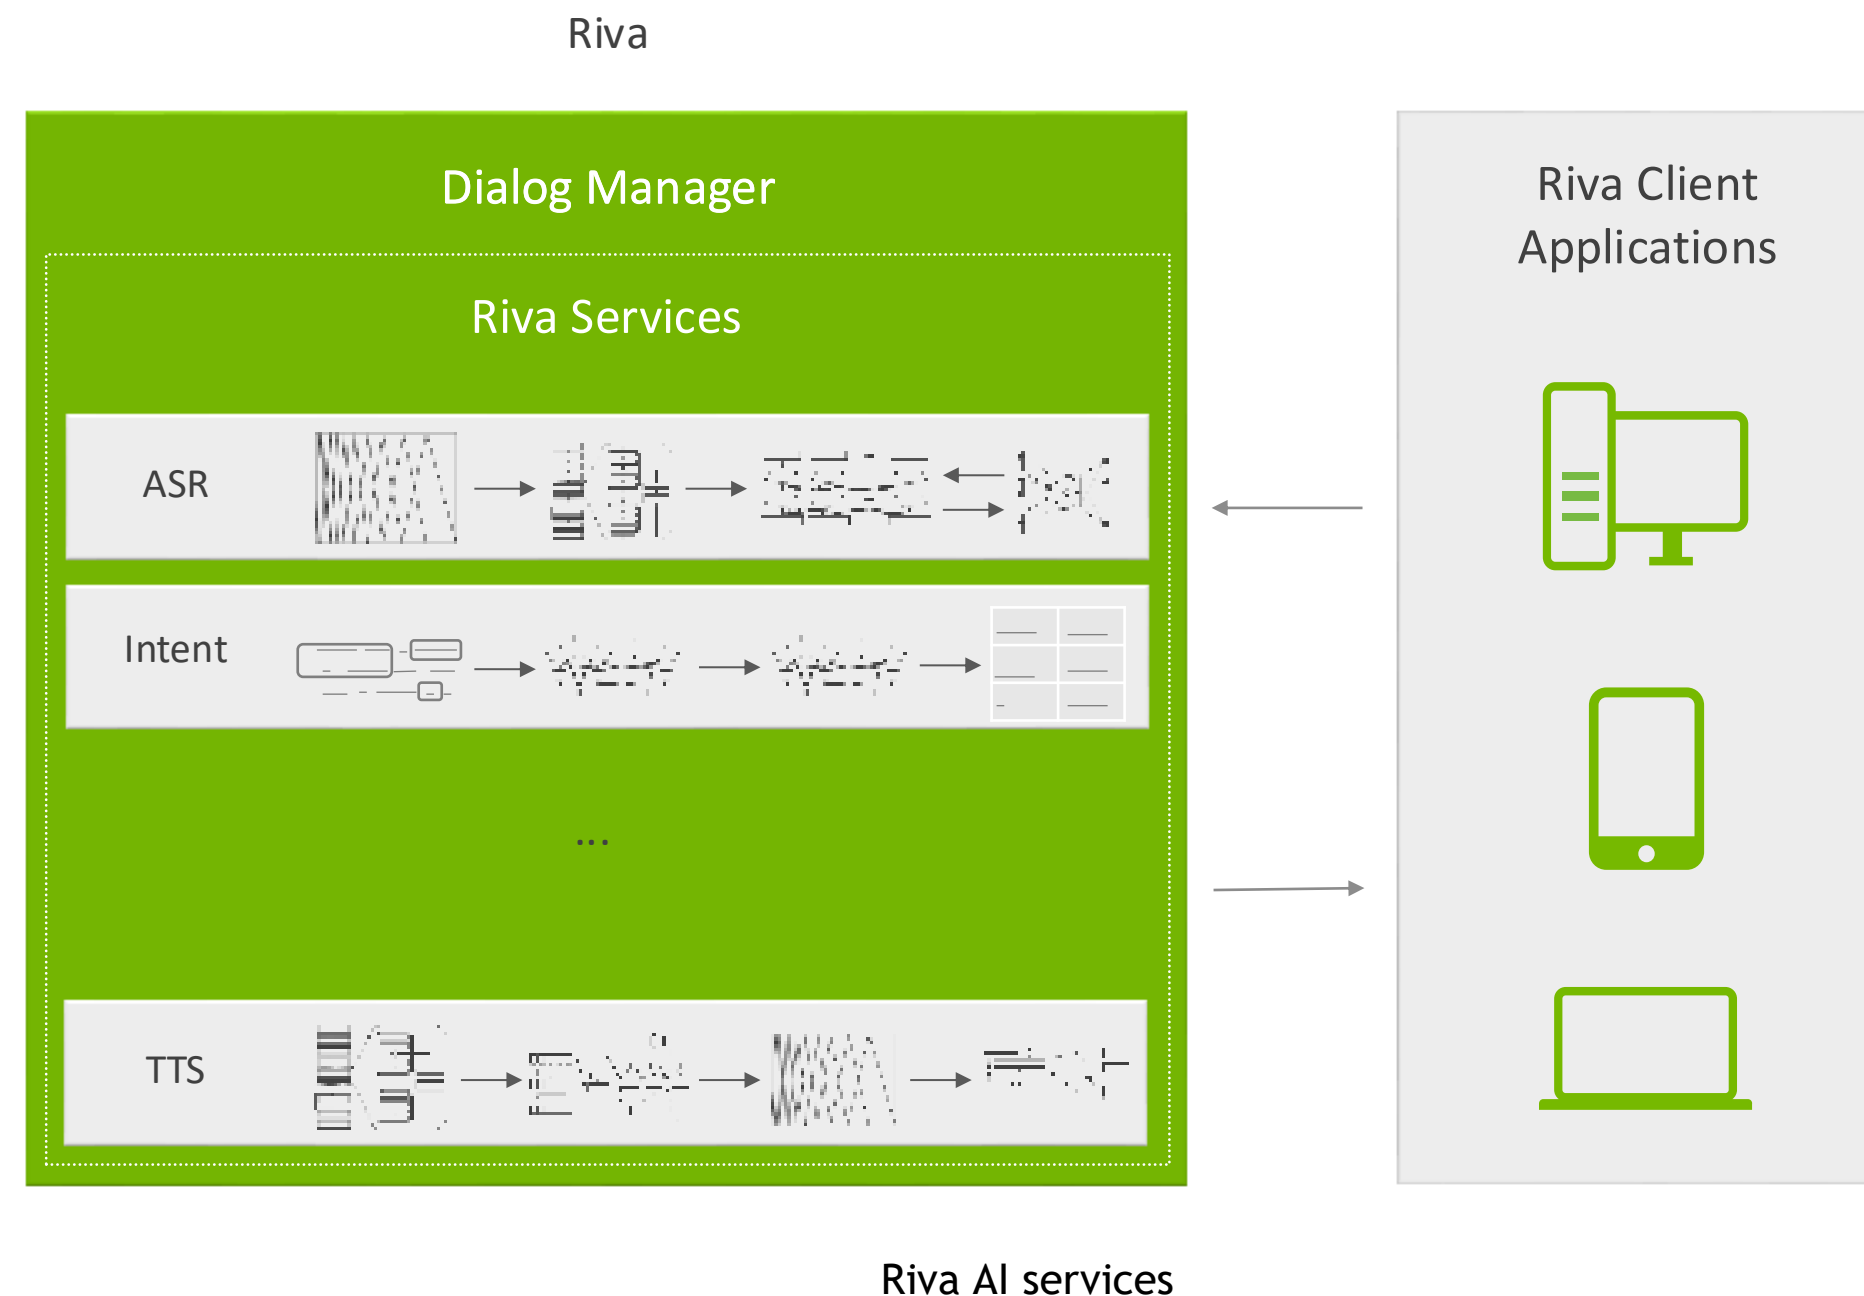 Riva
Dialog Manager
Riva Services
ASR
Intent
...
TTS
Riva Client
Applications
Riva AI services